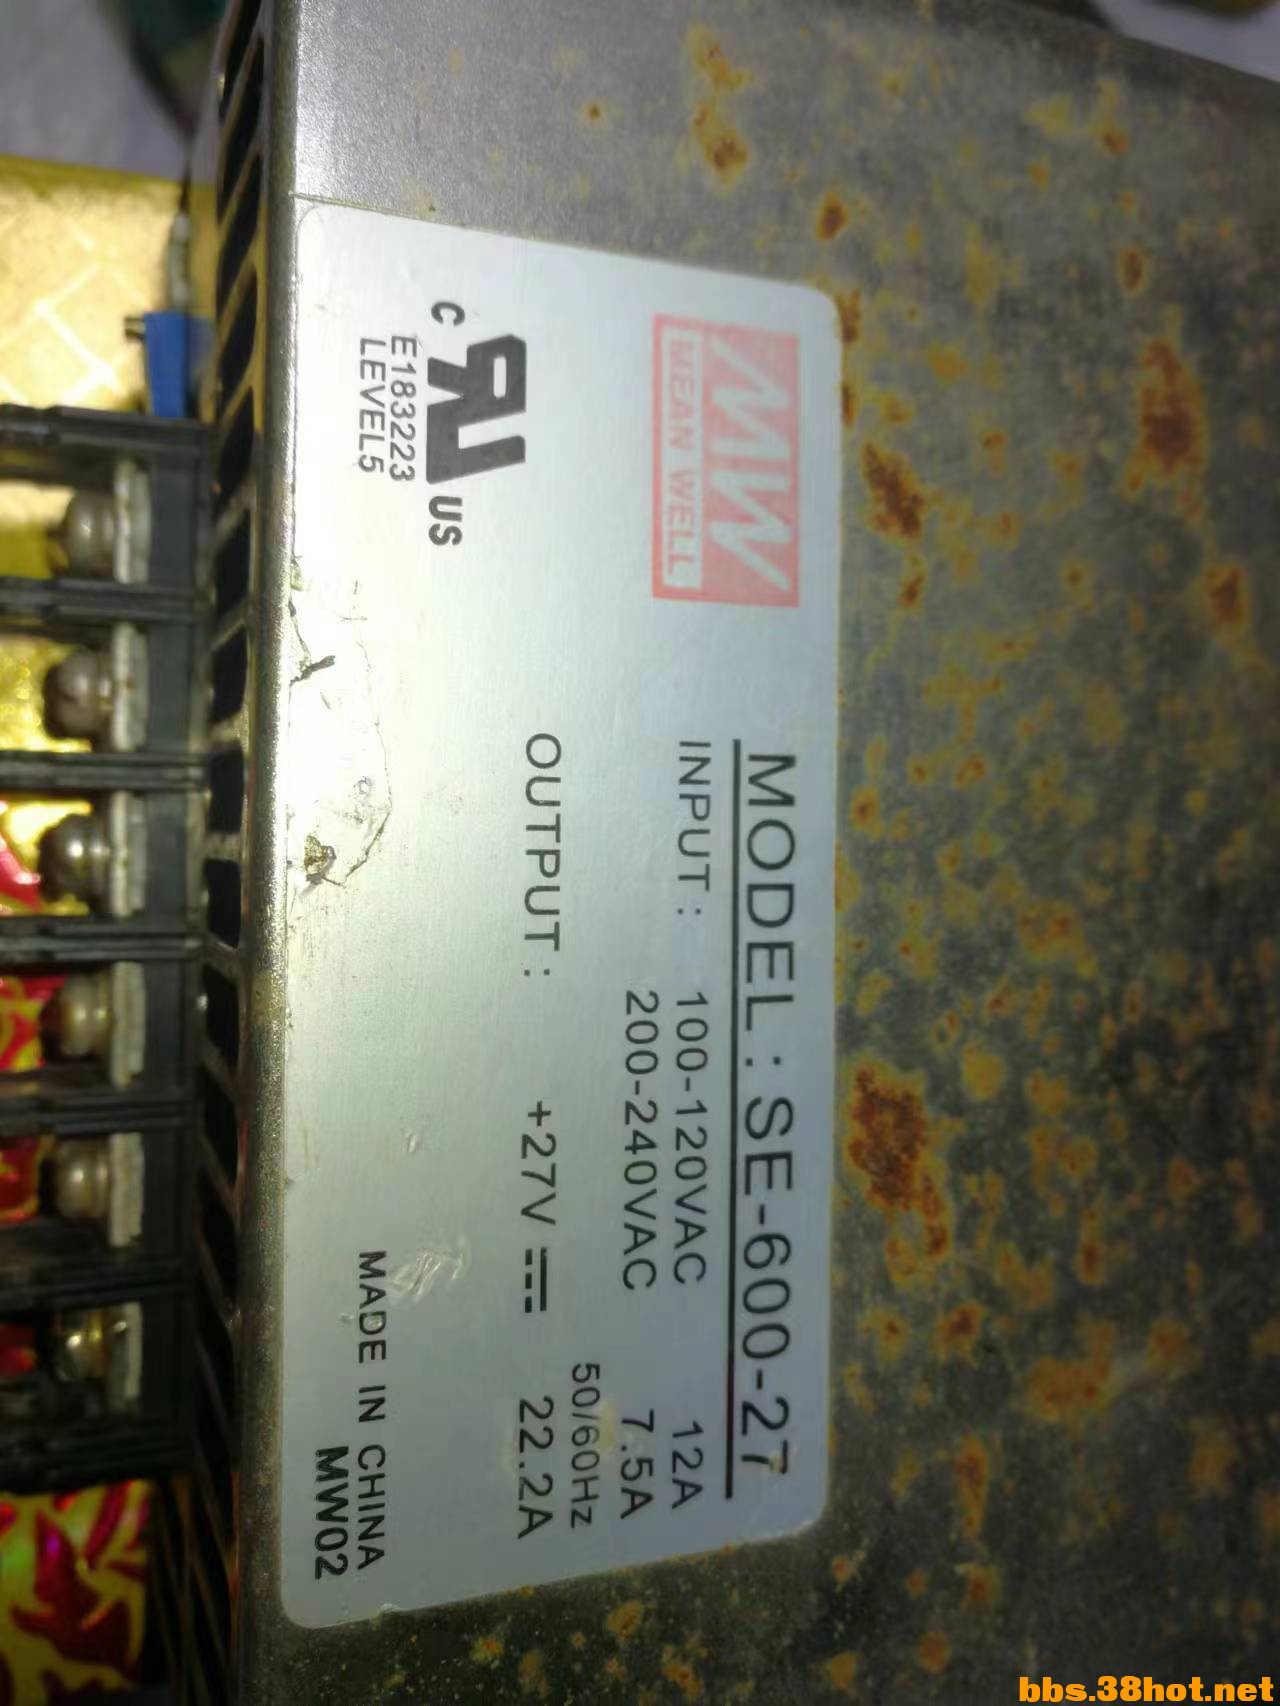 MW
MEAN WELL
MODEL : SE-600-27
INPUT : 100-120VAC 12A
200-240VAC 7.5A
50/60Hz
OUTPUT : +27V 22.2A
c RU US
E183223
LEVEL5
MADE IN CHINA
MW02
bbs.38hot.net